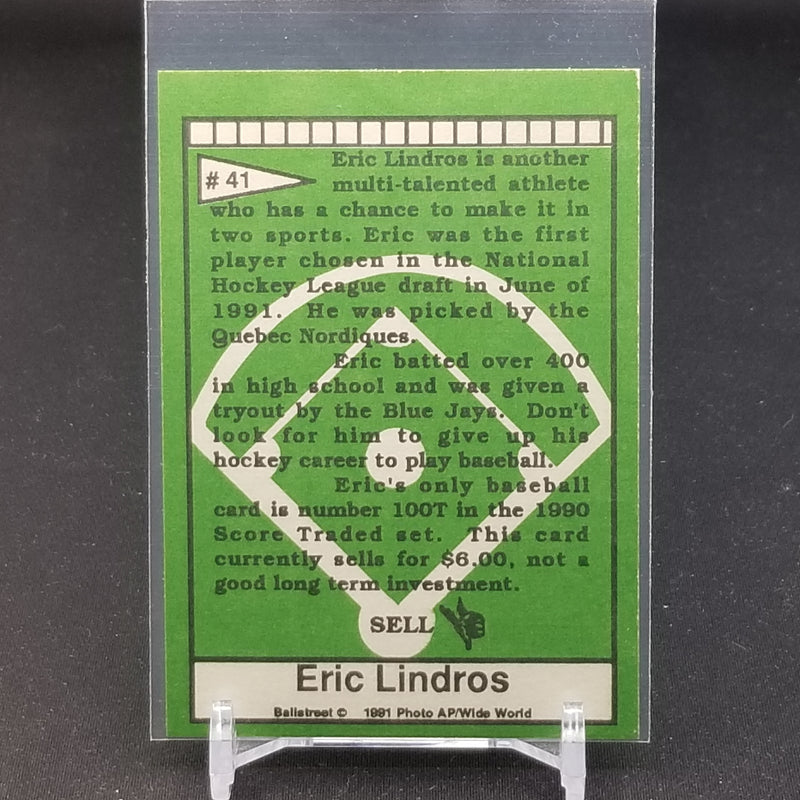 # 41
Eric Lindros is another
multi-talented athlete
who has a chance to make it in
two sports. Eric was the first
player chosen in the National
Hockey League draft in June of
1991. He was picked by the
Quebec Nordiques.
Eric batted over 400
in high school and was given a
tryout by the Blue Jays. Don't
look for him to give up his
hockey career to play baseball.
Eric's only baseball
card is number 100T in the 1990
Score Traded set. This card
currently sells for $6.00, not a
good long term investment.
SELL
Eric Lindros
Ballstreet © 1991 Photo AP/Wide World